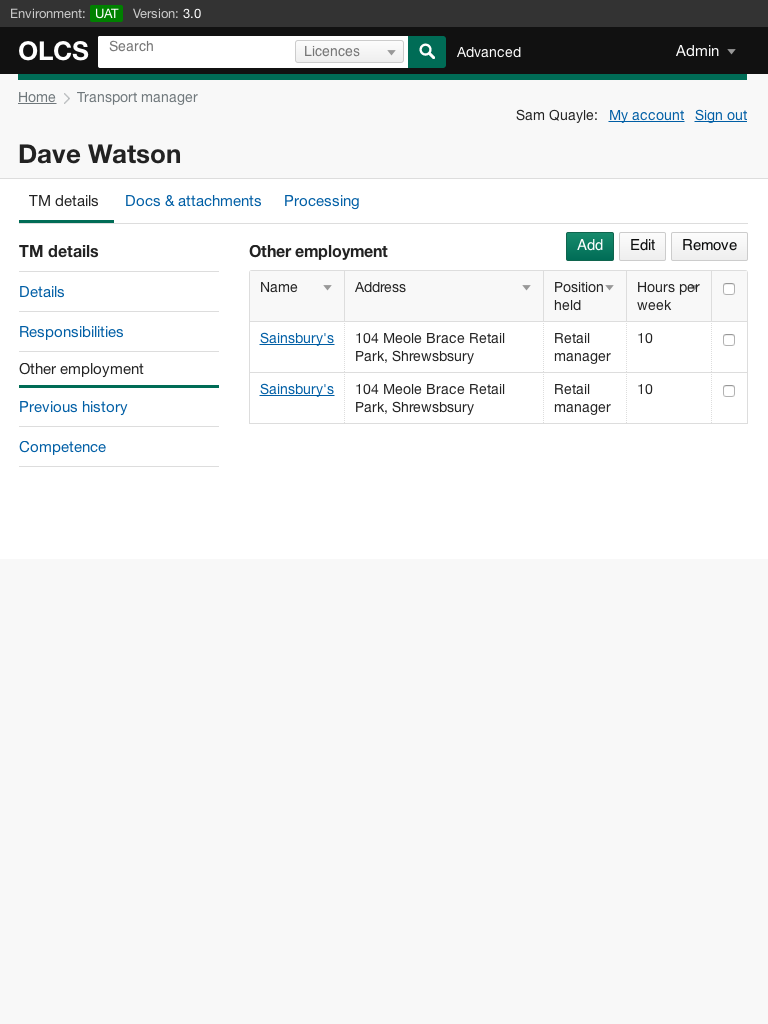 Environment: UAT Version: 3.0
OLCS Search Licences Advanced Admin
Home Transport manager
Sam Quayle: My account Sign out
Dave Watson
TM details Docs & attachments Processing
TM details
Details
Responsibilities
Other employment
Previous history
Competence
Other employment Add Edit Remove
Name Address Position held Hours per week
Sainsbury's 104 Meole Brace Retail Park, Shrewsbsury Retail manager 10
Sainsbury's 104 Meole Brace Retail Park, Shrewsbsury Retail manager 10